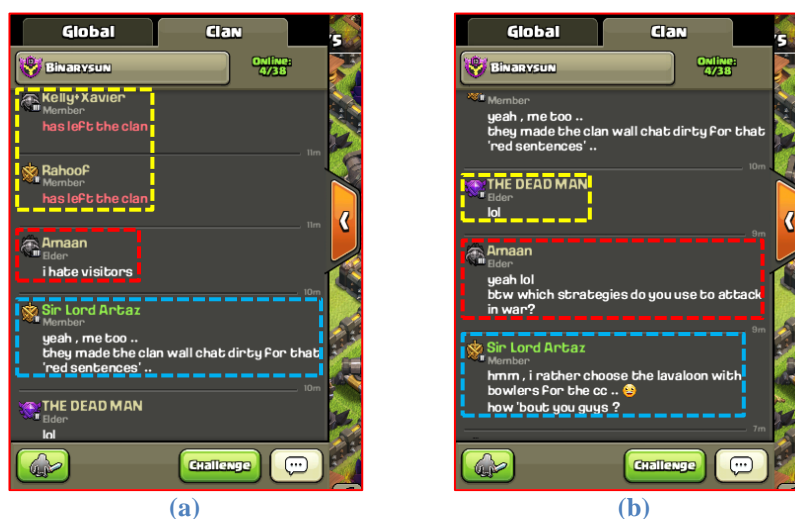 Global
Clan
Binarysun
Online:
4/38
Kelly+Xavier
Member
has left the clan
11m
Rahoof
Member
has left the clan
11m
Amaan
Elder
i hate visitors
10m
Sir Lord Artaz
Member
yeah , me too ..
they made the clan wall chat dirty for that
'red sentences' ..
10m
THE DEAD MAN
Elder
lol
Challenge
(a)
Global
Clan
Binarysun
Online:
4/38
Member
yeah , me too ..
they made the clan wall chat dirty for that
'red sentences' ..
10m
THE DEAD MAN
Elder
lol
9m
Amaan
Elder
yeah lol
btw which strategies do you use to attack
in war?
9m
Sir Lord Artaz
Member
hmm , i rather choose the lavaloon with
bowlers for the cc .. 😉
how 'bout you guys ?
7m
Challenge
(b)